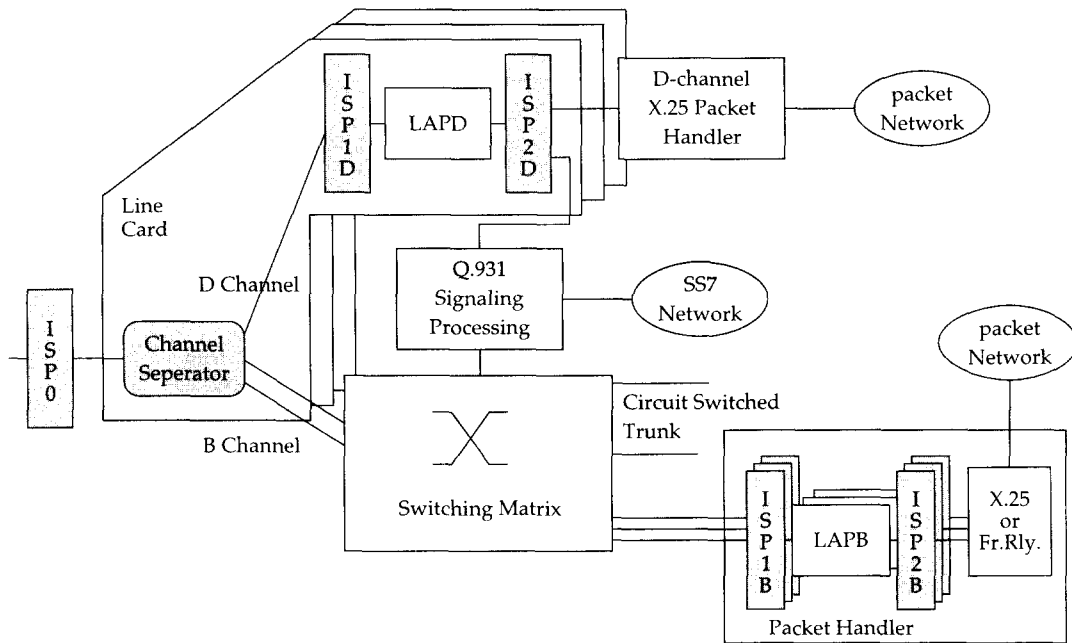 I
S
P
1
D
LAPD
I
S
P
2
D
D-channel
X.25 Packet
Handler
packet
Network
Line
Card
D Channel
Q.931
Signaling
Processing
SS7
Network
I
S
P
0
Channel
Seperator
B Channel
Switching Matrix
Circuit Switched
Trunk
packet
Network
I
S
P
1
B
LAPB
I
S
P
2
B
X.25
or
Fr.Rly.
Packet Handler